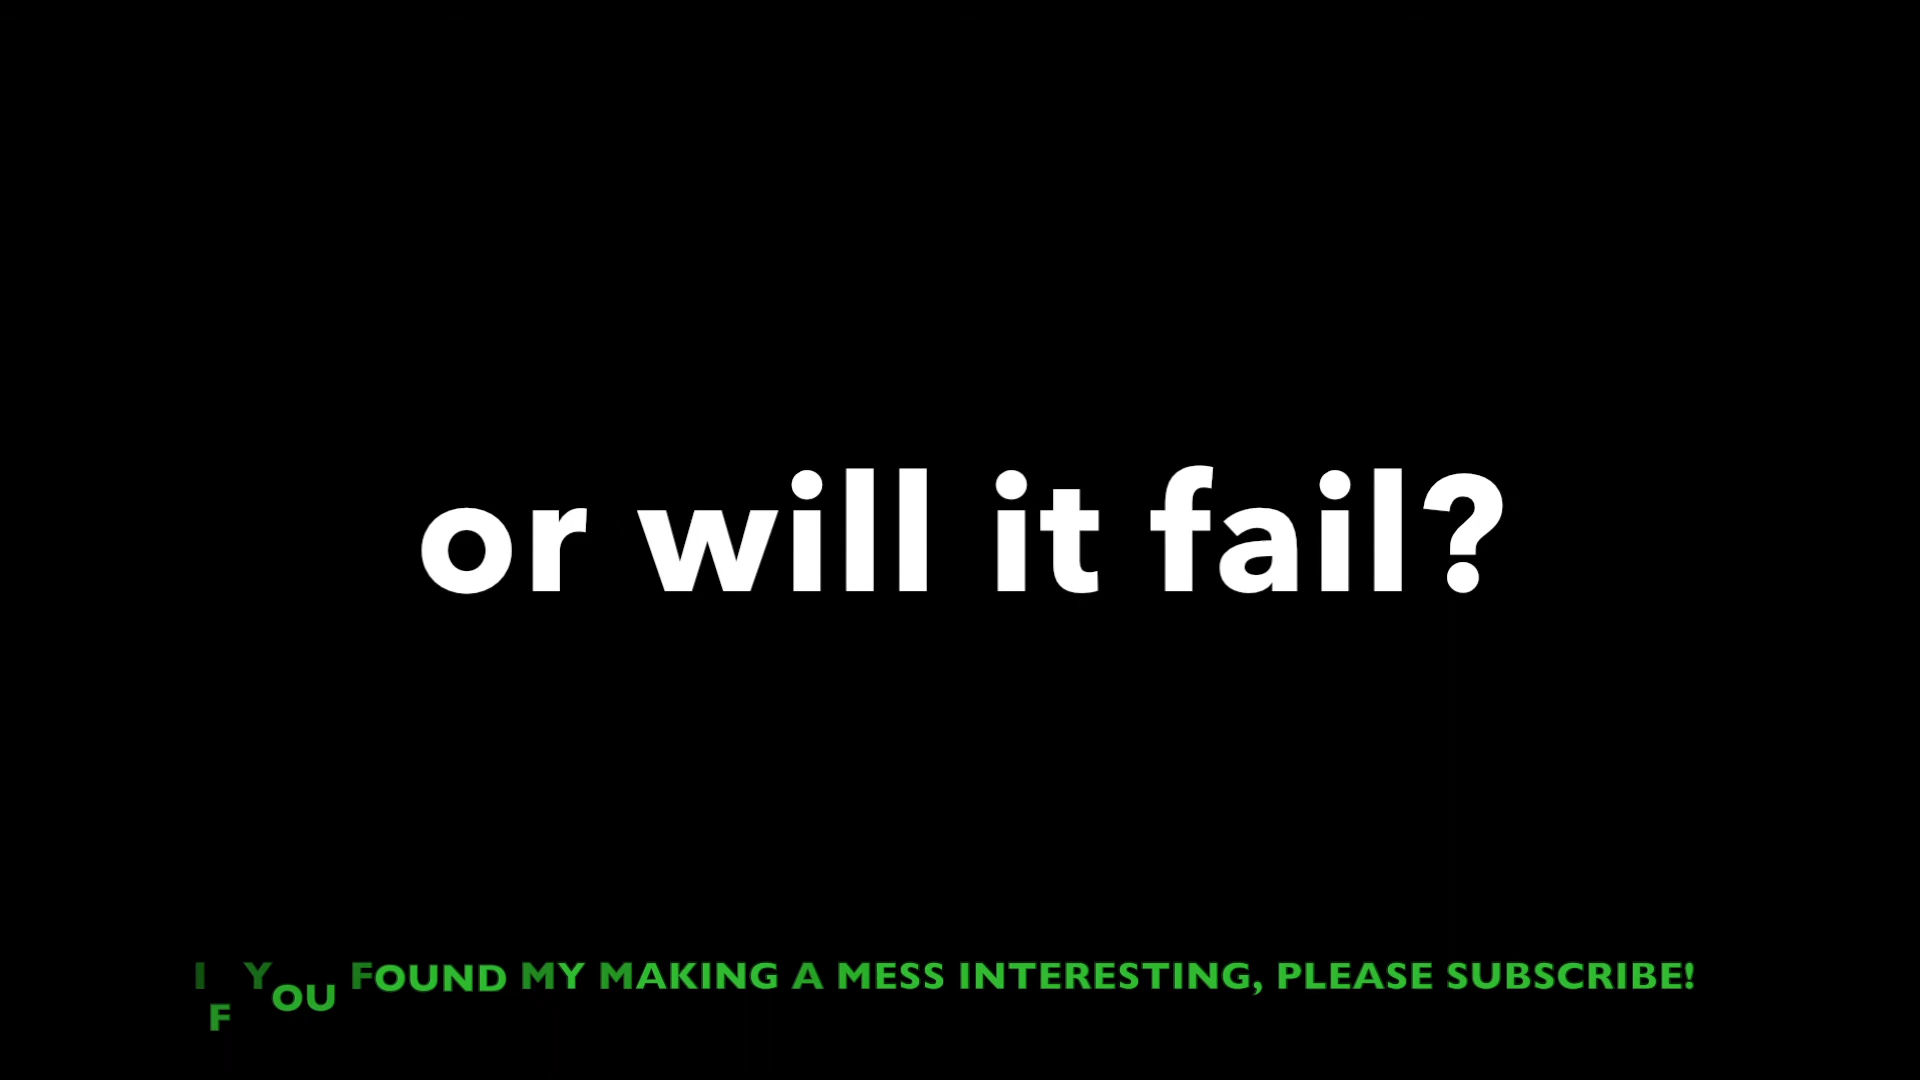 or will it fail?
IF YOU FOUND MY MAKING A MESS INTERESTING, PLEASE SUBSCRIBE!